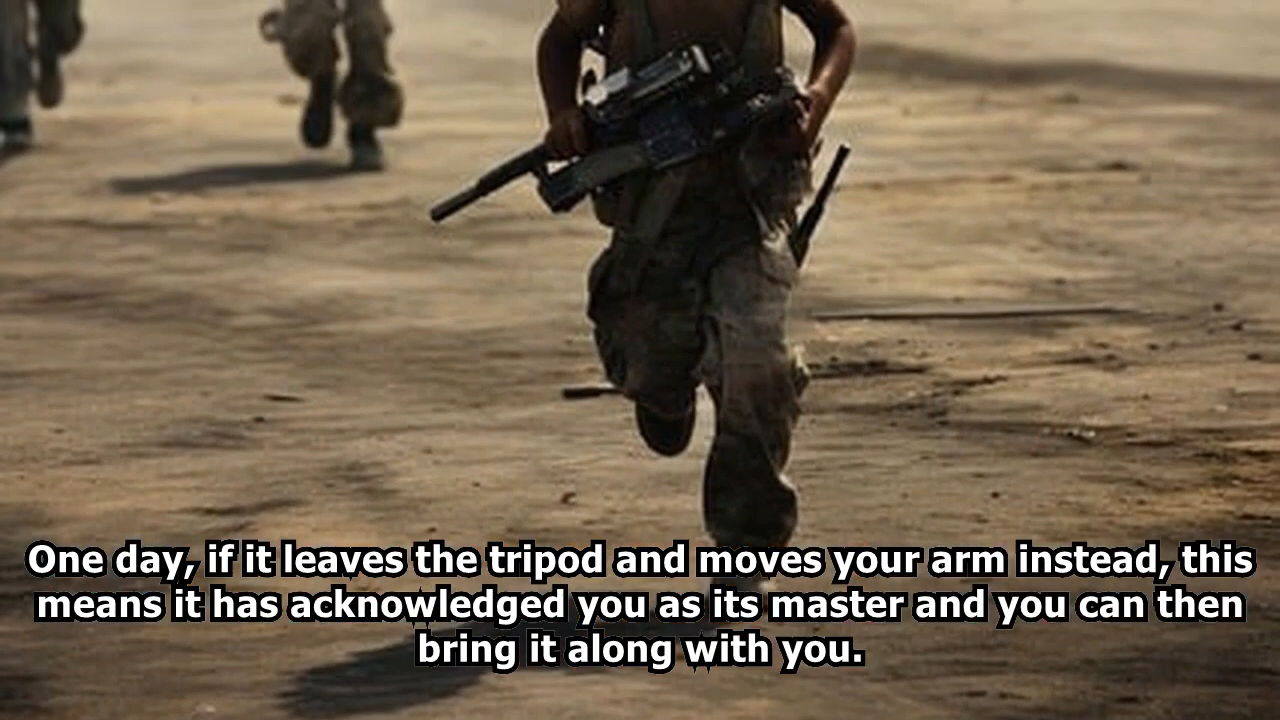 One day, if it leaves the tripod and moves your arm instead, this
means it has acknowledged you as its master and you can then
bring it along with you.